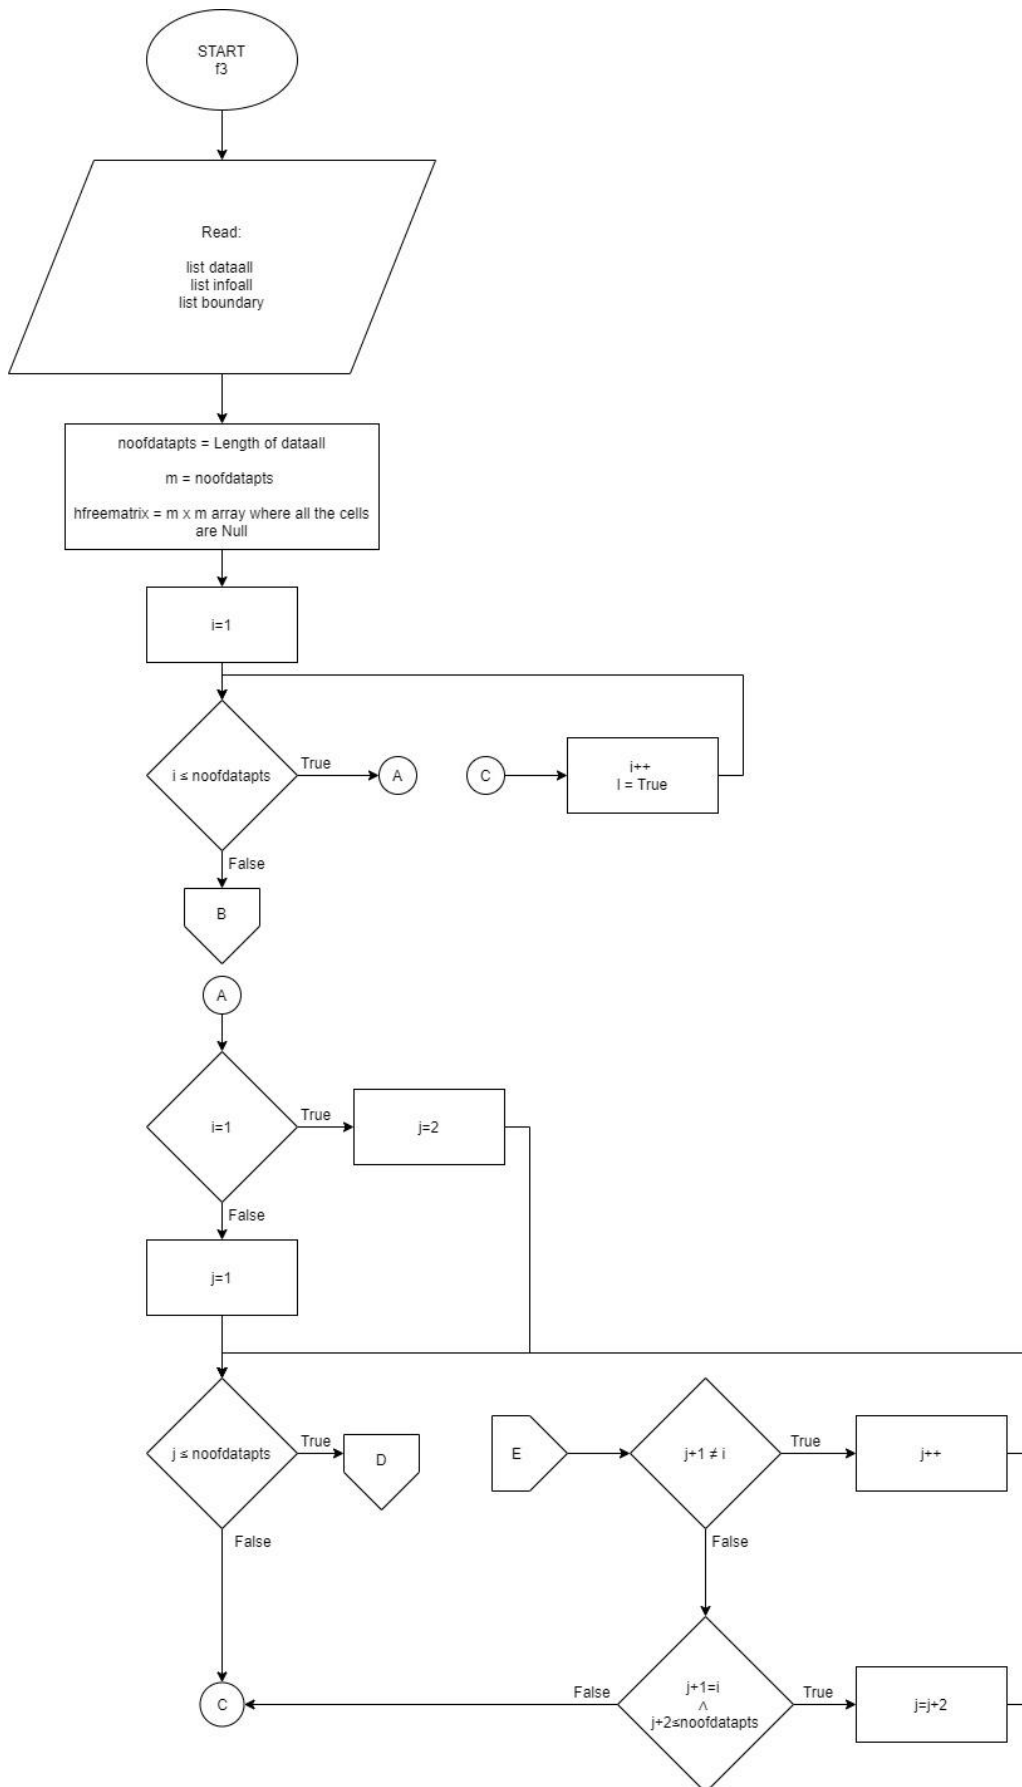 START
f3
Read:
list dataall
list infoall
list boundary
noofdatapts = Length of dataall
m = noofdatapts
hfreematrix = m x m array where all the cells
are Null
i=1
i ≤ noofdatapts
True
A
C
i++
I = True
False
B
A
i=1
True
j=2
False
j=1
j ≤ noofdatapts
True
D
E
j+1 ≠ i
True
j++
False
False
C
False
j+1=i
∧
j+2≤noofdatapts
True
j=j+2